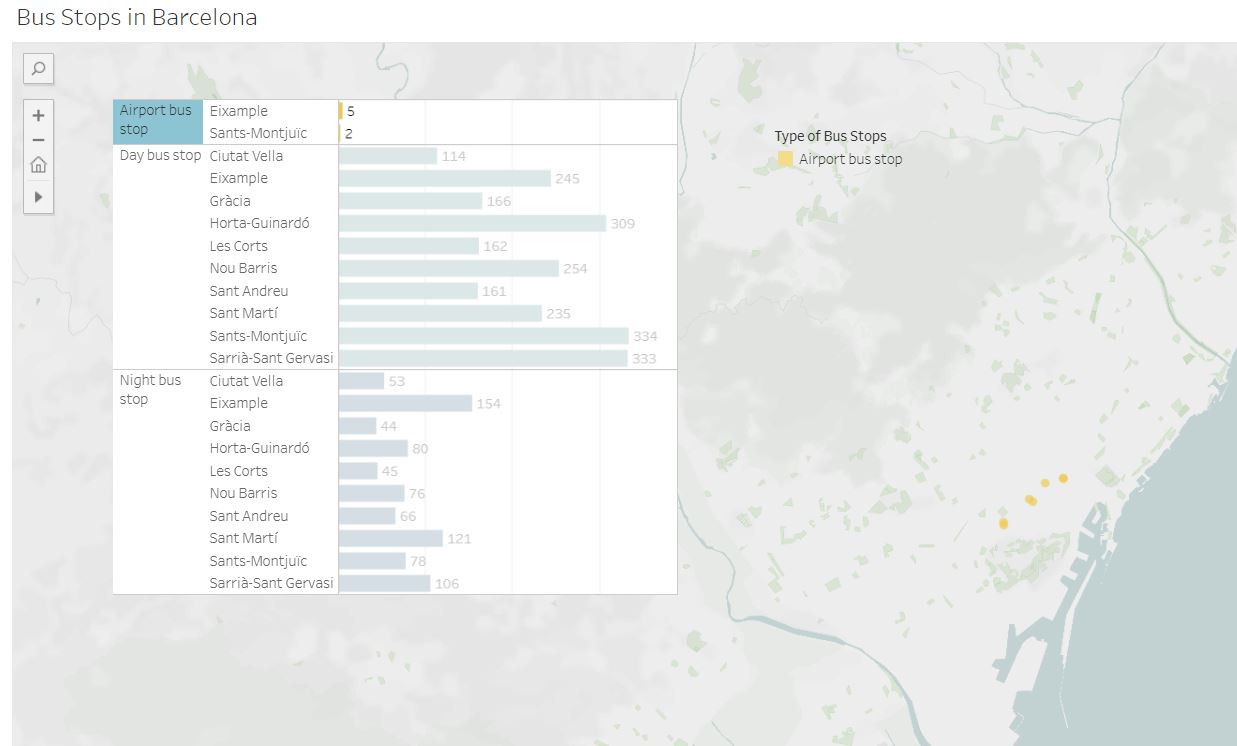 Bus Stops in Barcelona
Airport bus stop
Eixample 5
Sants-Montjuïc 2
Type of Bus Stops
Airport bus stop
Day bus stop
Ciutat Vella 114
Eixample 245
Gràcia 166
Horta-Guinardó 309
Les Corts 162
Nou Barris 254
Sant Andreu 161
Sant Martí 235
Sants-Montjuïc 334
Sarrià-Sant Gervasi 333
Night bus stop
Ciutat Vella 53
Eixample 154
Gràcia 44
Horta-Guinardó 80
Les Corts 45
Nou Barris 76
Sant Andreu 66
Sant Martí 121
Sants-Montjuïc 78
Sarrià-Sant Gervasi 106